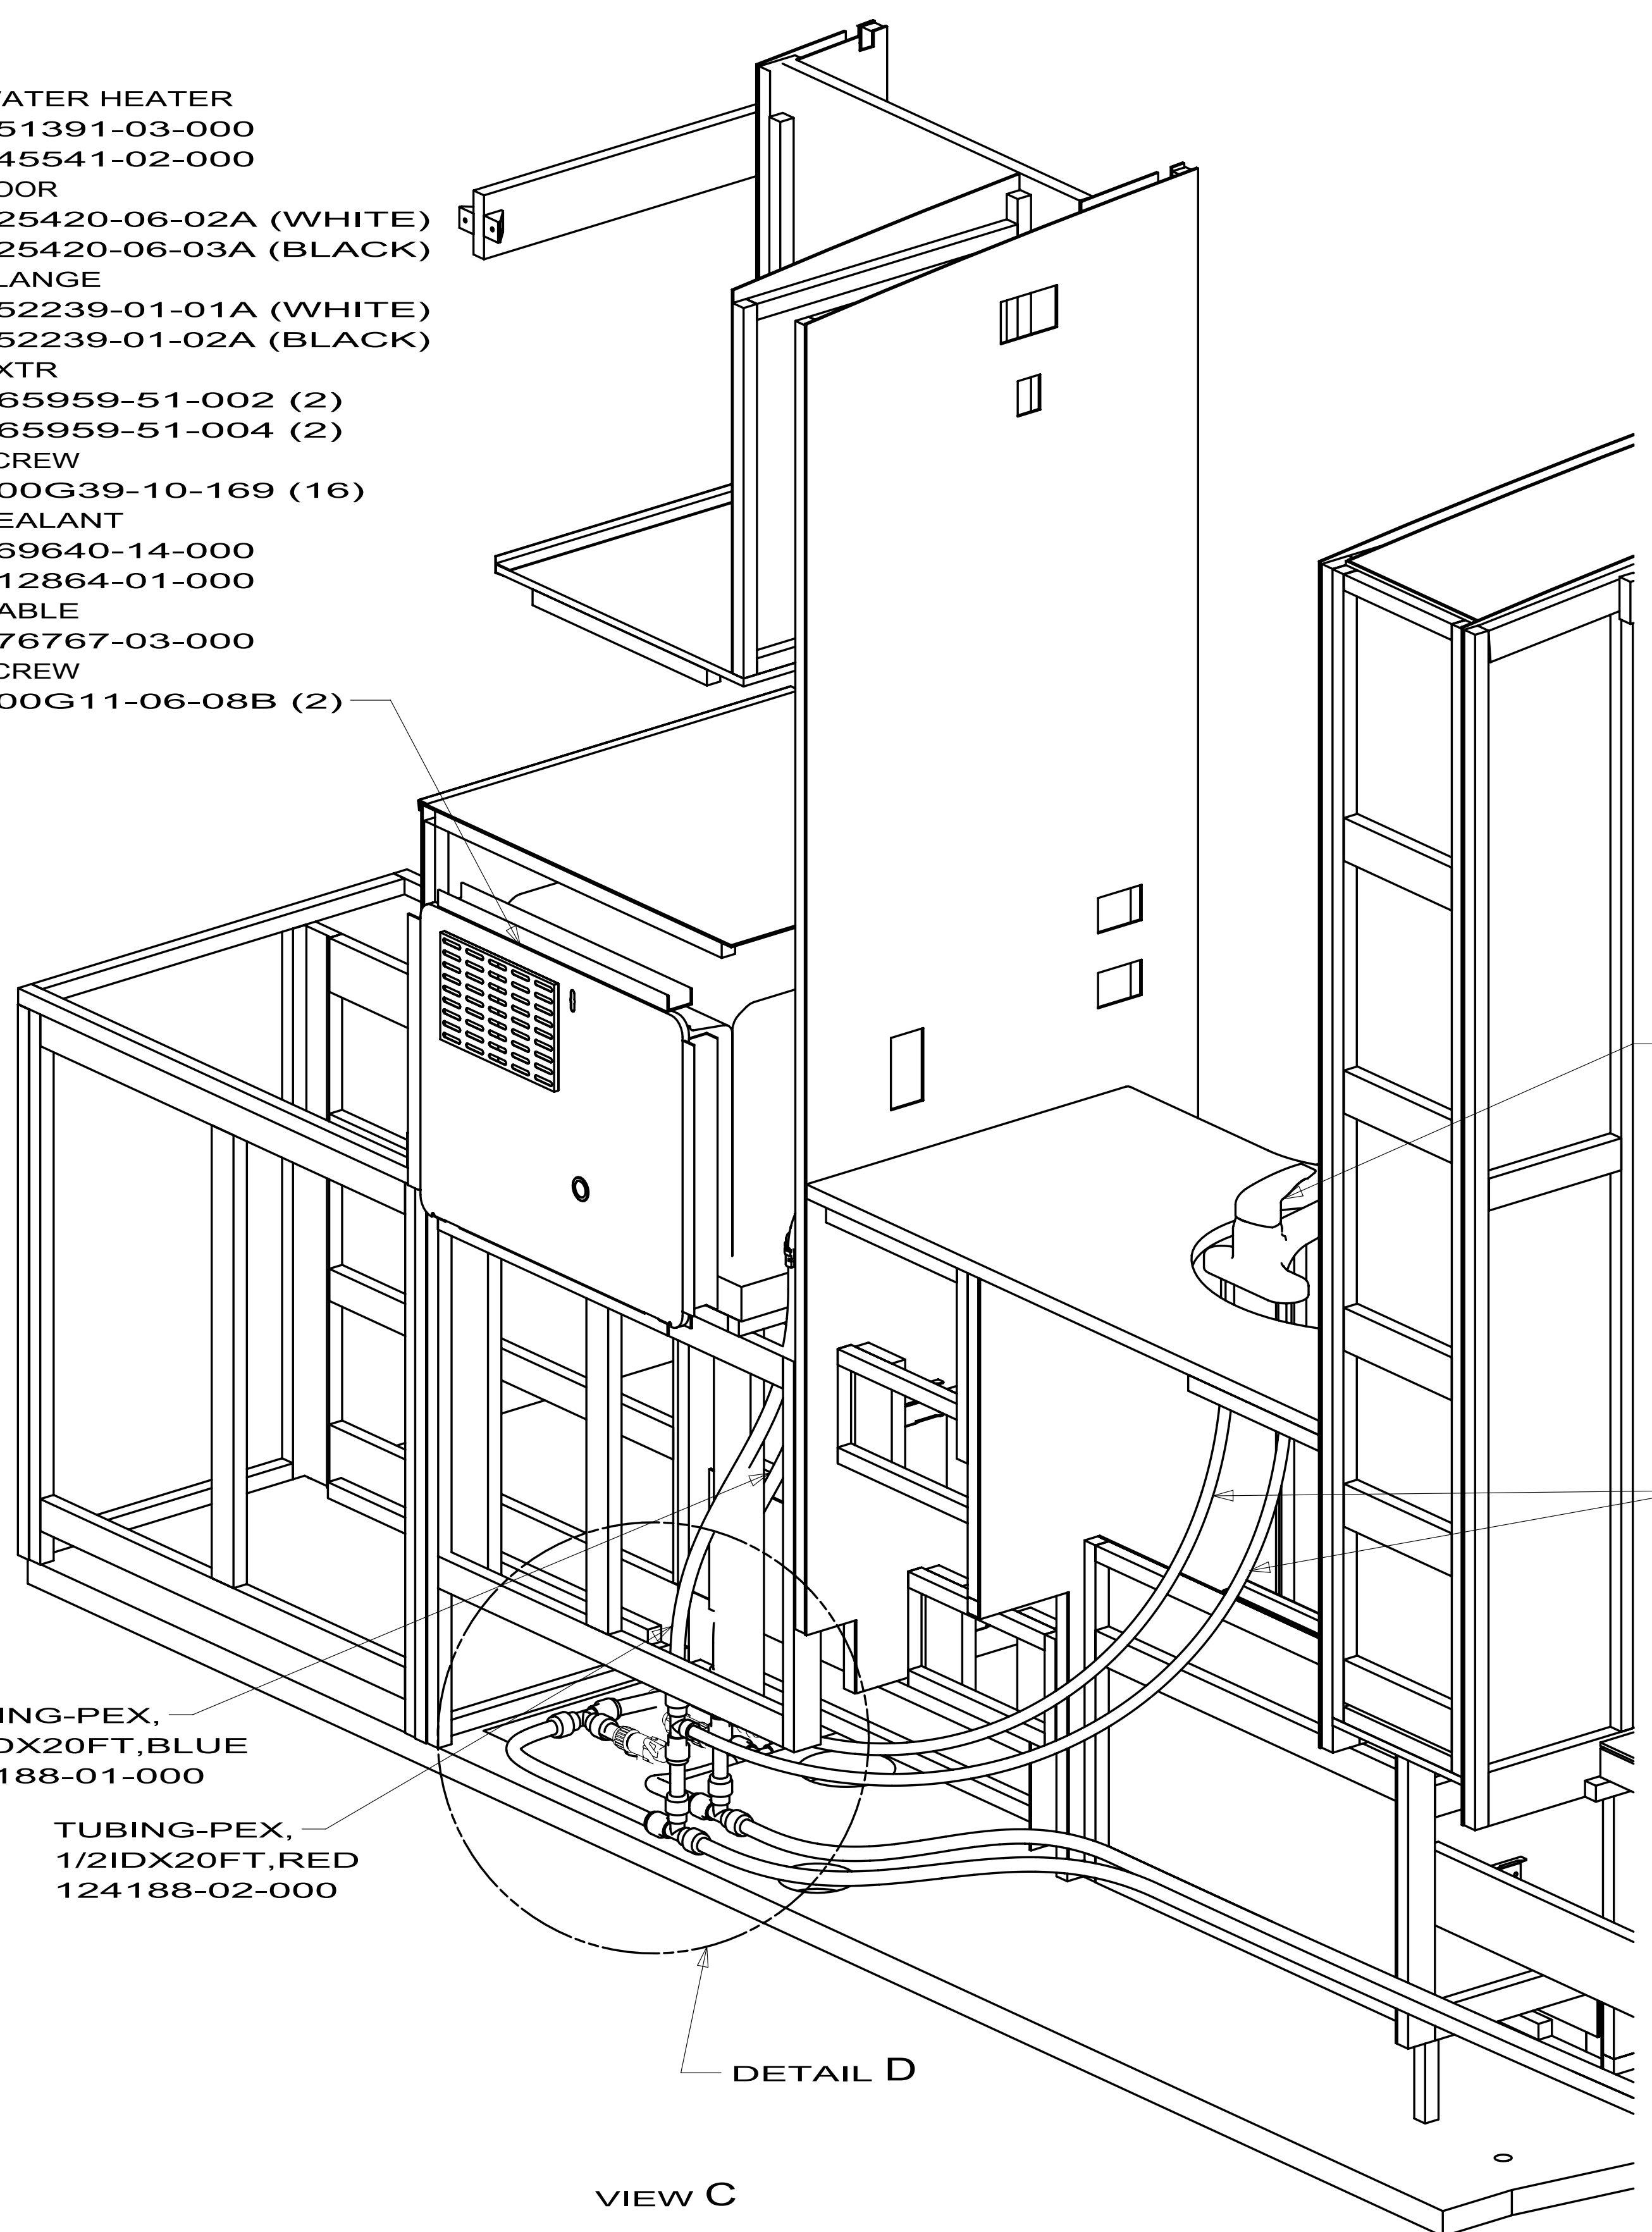 ATER HEATER
51391-03-000
45541-02-000
OOR
25420-06-02A (WHITE)
25420-06-03A (BLACK)
LANGE
52239-01-01A (WHITE)
52239-01-02A (BLACK)
XTR
65959-51-002 (2)
65959-51-004 (2)
CREW
00G39-10-169 (16)
EALANT
69640-14-000
12864-01-000
ABLE
76767-03-000
CREW
00G11-06-08B (2)
ING-PEX,
DX20FT,BLUE
188-01-000
TUBING-PEX,
1/2IDX20FT,RED
124188-02-000
DETAIL D
VIEW C